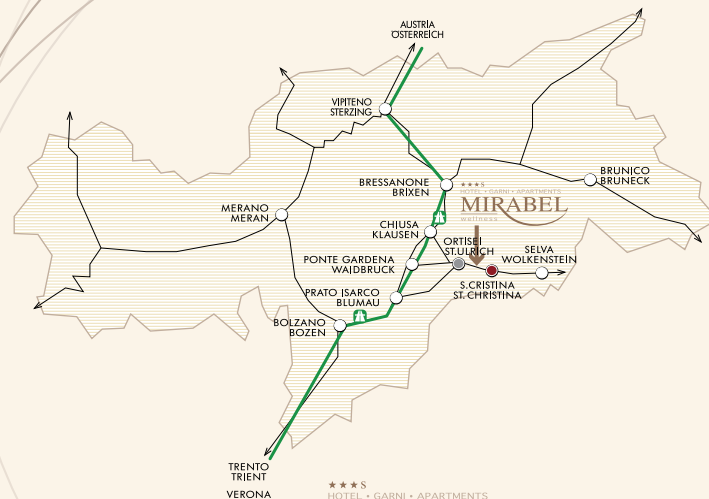 AUSTRIA
ÖSTERREICH
VIPITENO
STERZING
BRESSANONE
BRIXEN
BRUNICO
BRUNECK
★★★S
HOTEL • GARNI • APARTMENTS
MIRABEL
wellness
MERANO
MERAN
CHIUSA
KLAUSEN
ORTISEI
ST.ULRICH
SELVA
WOLKENSTEIN
PONTE GARDENA
WAIDBRUCK
S.CRISTINA
ST. CHRISTINA
PRATO ISARCO
BLUMAU
BOLZANO
BOZEN
TRENTO
TRIENT
VERONA
★★★S
HOTEL • GARNI • APARTMENTS